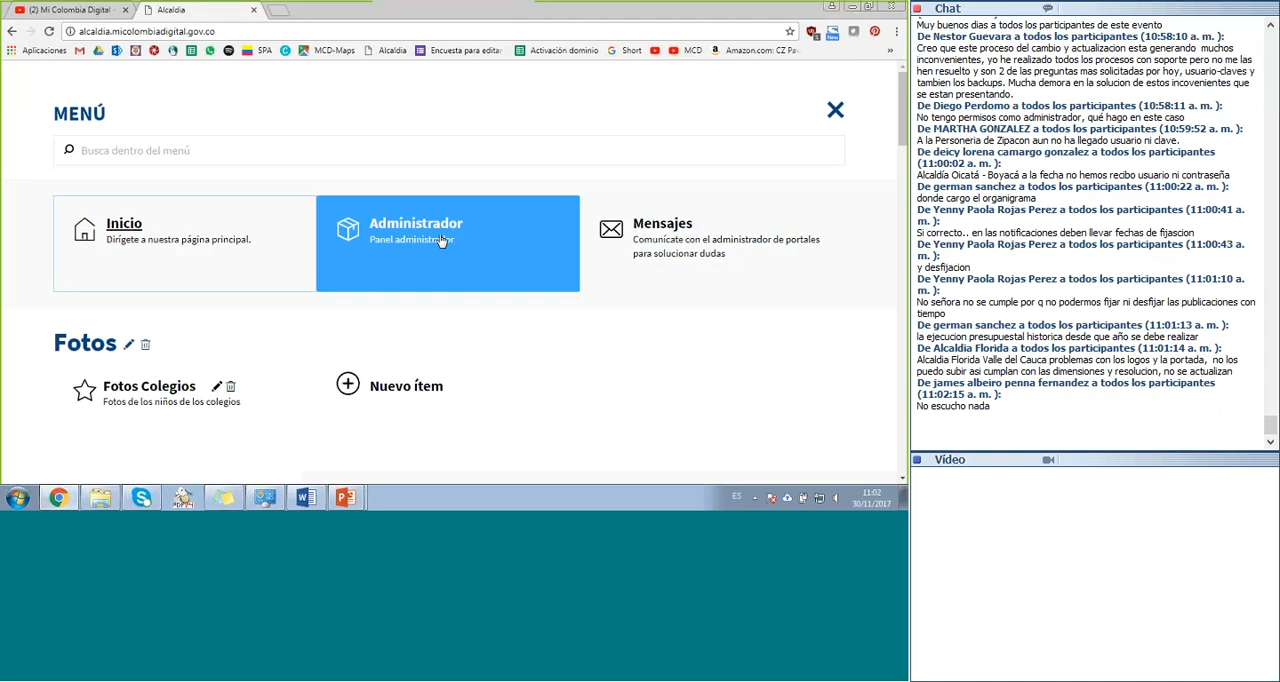 (2) Mi Colombia Digital -
Alcaldia
alcaldia.micolombiadigital.gov.co
Aplicaciones
SPA
MCD-Maps
Alcaldia
Encuesta para editar
Activación dominio
Short
MCD
Amazon.com: CZ Pa
MENÚ
Busca dentro del menú
Inicio
Dirígete a nuestra página principal.
Administrador
Panel administrador
Mensajes
Comunícate con el administrador de portales
para solucionar dudas
Fotos
Fotos Colegios
Fotos de los niños de los colegios
Nuevo ítem
ES
11:02
30/11/2017
Chat
Muy buenos dias a todos los participantes de este evento
De Nestor Guevara a todos los participantes (10:58:10 a. m. ):
Creo que este proceso del cambio y actualizacion esta generando muchos
inconvenientes, yo he realizado todos los procesos con soporte pero no me las
hen resuelto y son 2 de las preguntas mas solicitadas por hoy, usuario-claves y
tambien los backups. Mucha demora en la solucion de estos incovenientes que
se estan presentando.
De Diego Perdomo a todos los participantes (10:58:11 a. m. ):
No tengo permisos como administrador, qué hago en este caso
De MARTHA GONZALEZ a todos los participantes (10:59:52 a. m. ):
A la Personeria de Zipacon aun no ha llegado usuario ni clave.
De deicy lorena camargo gonzalez a todos los participantes
(11:00:02 a. m. ):
Alcaldía Oicatá - Boyacá a la fecha no hemos recibo usuario ni contraseña
De german sanchez a todos los participantes (11:00:22 a. m. ):
donde cargo el organigrama
De Yenny Paola Rojas Perez a todos los participantes (11:00:41 a.
m. ):
Si correcto.. en las notificaciones deben llevar fechas de fijascion
De Yenny Paola Rojas Perez a todos los participantes (11:00:43 a.
m. ):
y desfijacion
De Yenny Paola Rojas Perez a todos los participantes (11:01:10 a.
m. ):
No señora no se cumple por q no podermos fijar ni desfijar las publicaciones con
tiempo
De german sanchez a todos los participantes (11:01:13 a. m. ):
la ejecucion presupuestal historica desde que año se debe realizar
De Alcaldia Florida a todos los participantes (11:01:14 a. m. ):
Alcaldia Florida Valle del Cauca problemas con los logos y la portada, no los
puedo subir asi cumplan con las dimensiones y resolucion, no se actualizan
De james albeiro penna fernandez a todos los participantes
(11:02:15 a. m. ):
No escucho nada
Vídeo